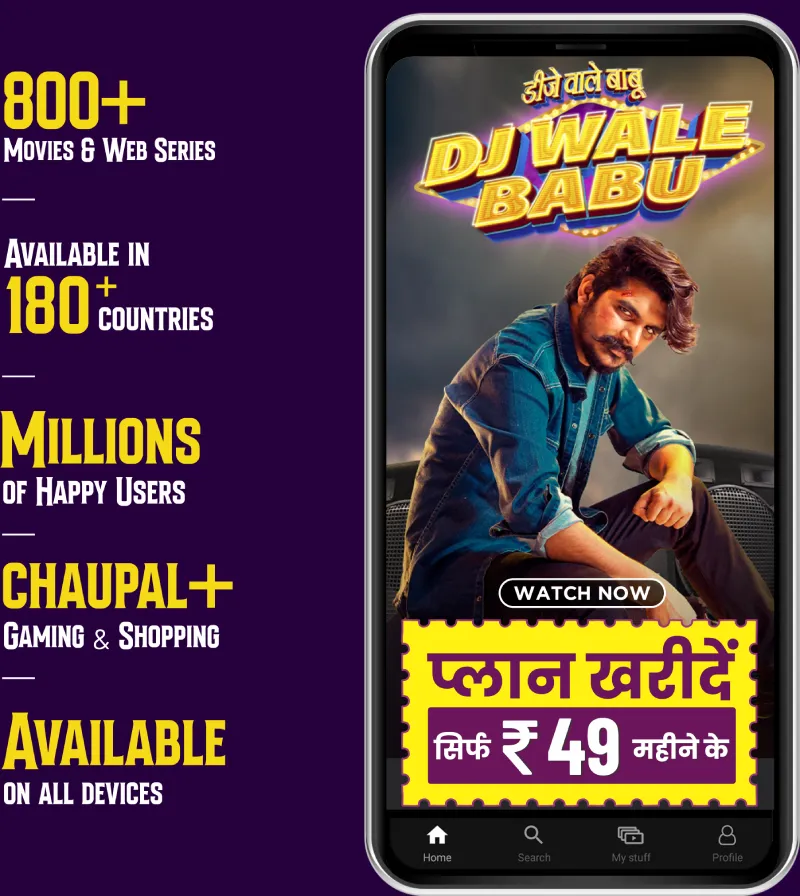 800+
MOVIES & WEB SERIES
AVAILABLE IN
180+ COUNTRIES
MILLIONS
OF HAPPY USERS
CHAUPAL+
GAMING & SHOPPING
AVAILABLE
ON ALL DEVICES
डीजे वाले बाबू
DJ WALE
BABU
WATCH NOW
प्लान खरीदें
सिर्फ ₹49 महीने के
Home Search My stuff Profile